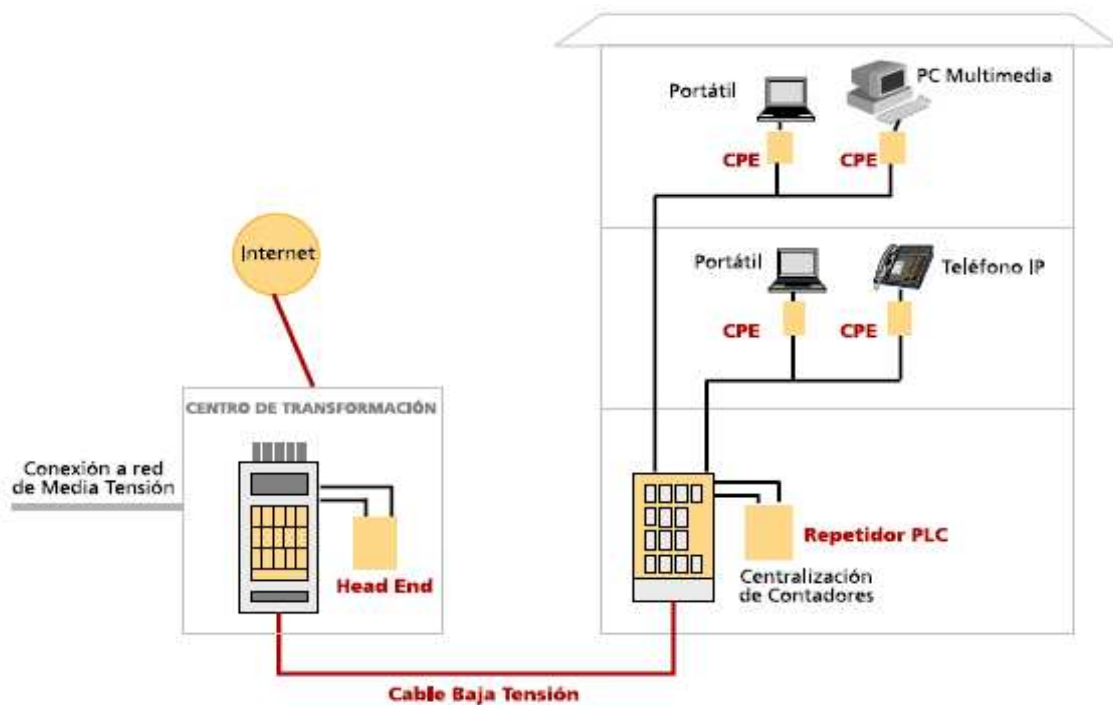 Portátil
PC Multimedia
CPE
CPE
Internet
Portátil
Teléfono IP
CPE
CPE
CENTRO DE TRANSFORMACIÓN
Conexión a red
de Media Tensión
Head End
Repetidor PLC
Centralización
de Contadores
Cable Baja Tensión